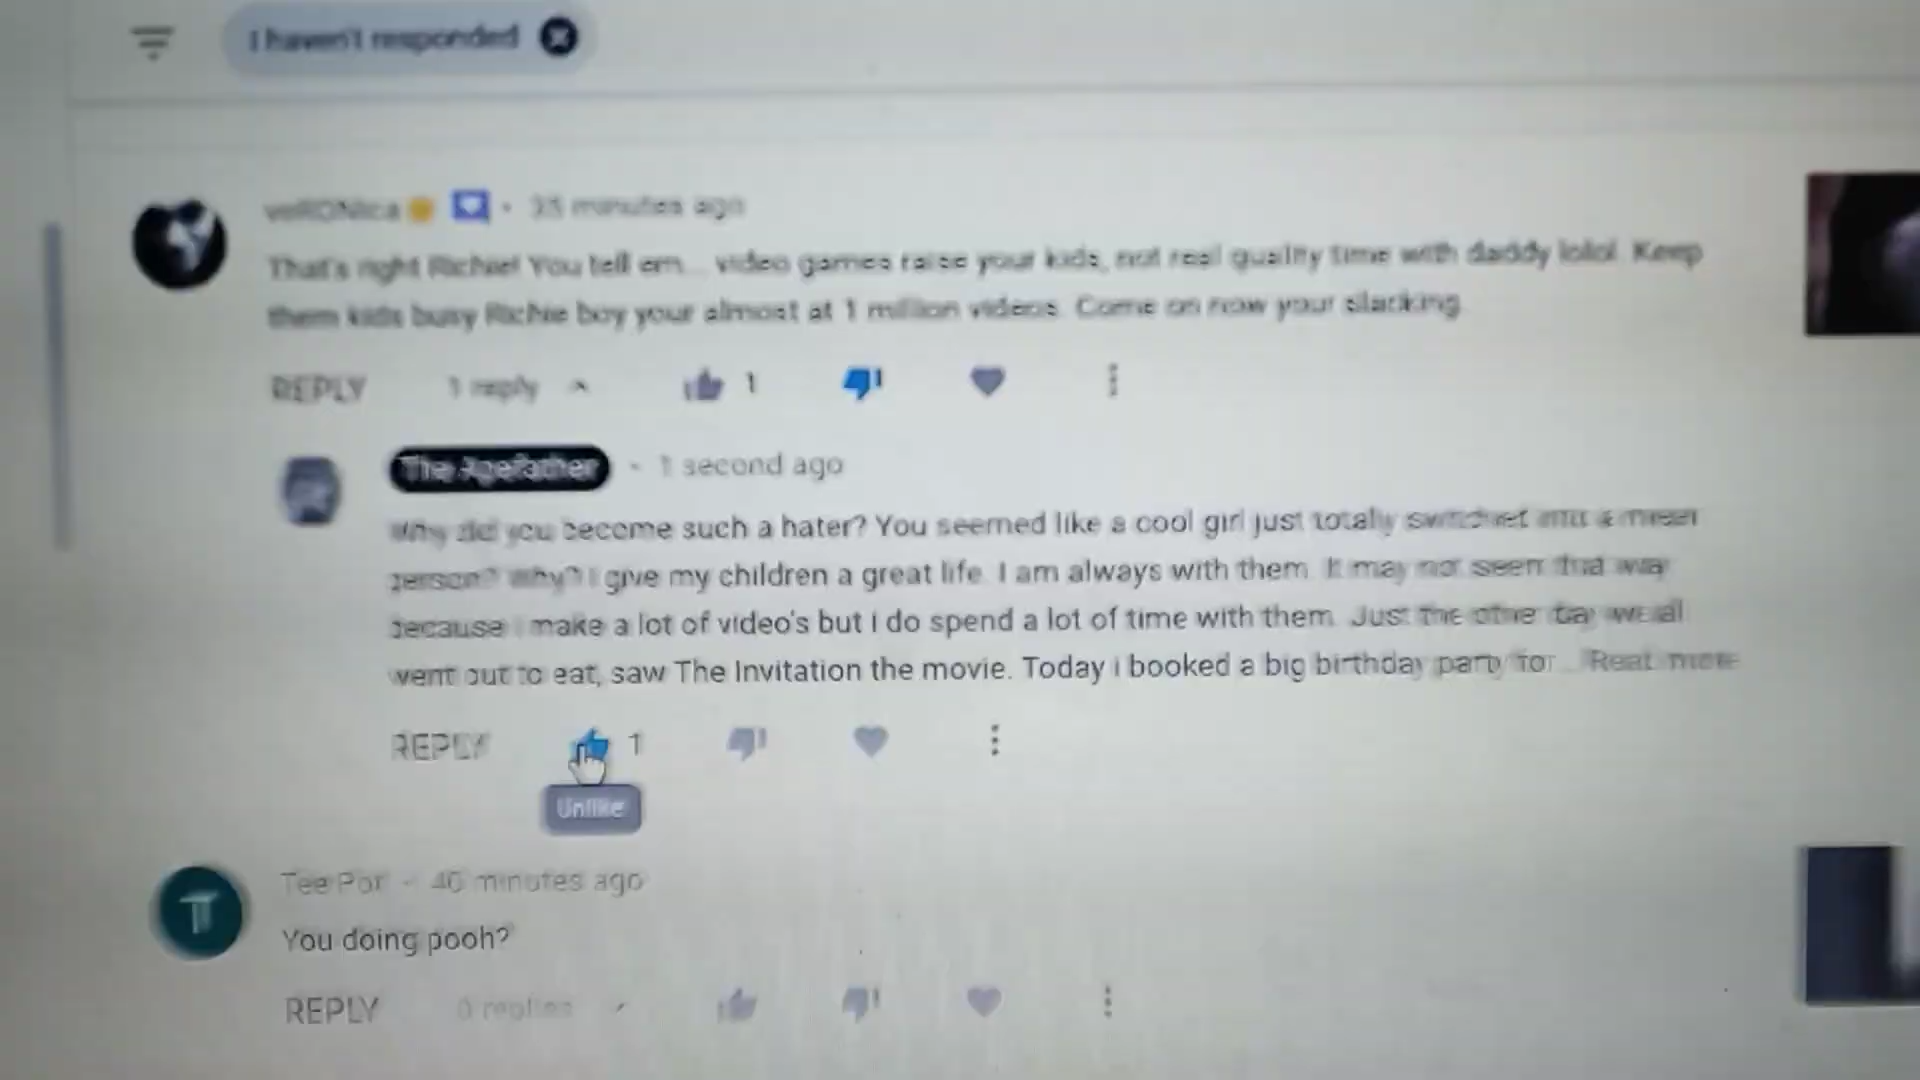 I haven't responded
veRONica · 35 minutes ago
That's right Richie! You tell em... video games raise your kids, not real quality time with daddy lolol. Keep
them kids busy Richie boy your almost at 1 million videos. Come on now your slacking.
REPLY 1 reply 1
The Agefather · 1 second ago
Why did you become such a hater? You seemed like a cool girl just totally switched into a mean
person? Why? I give my children a great life. I am always with them. It may not seem that way
because i make a lot of video's but I do spend a lot of time with them. Just the other day we all
went out to eat, saw The Invitation the movie. Today i booked a big birthday party for ... Read more
REPLY 1
Unlike
T
Tee Por · 40 minutes ago
You doing pooh?
REPLY 0 replies